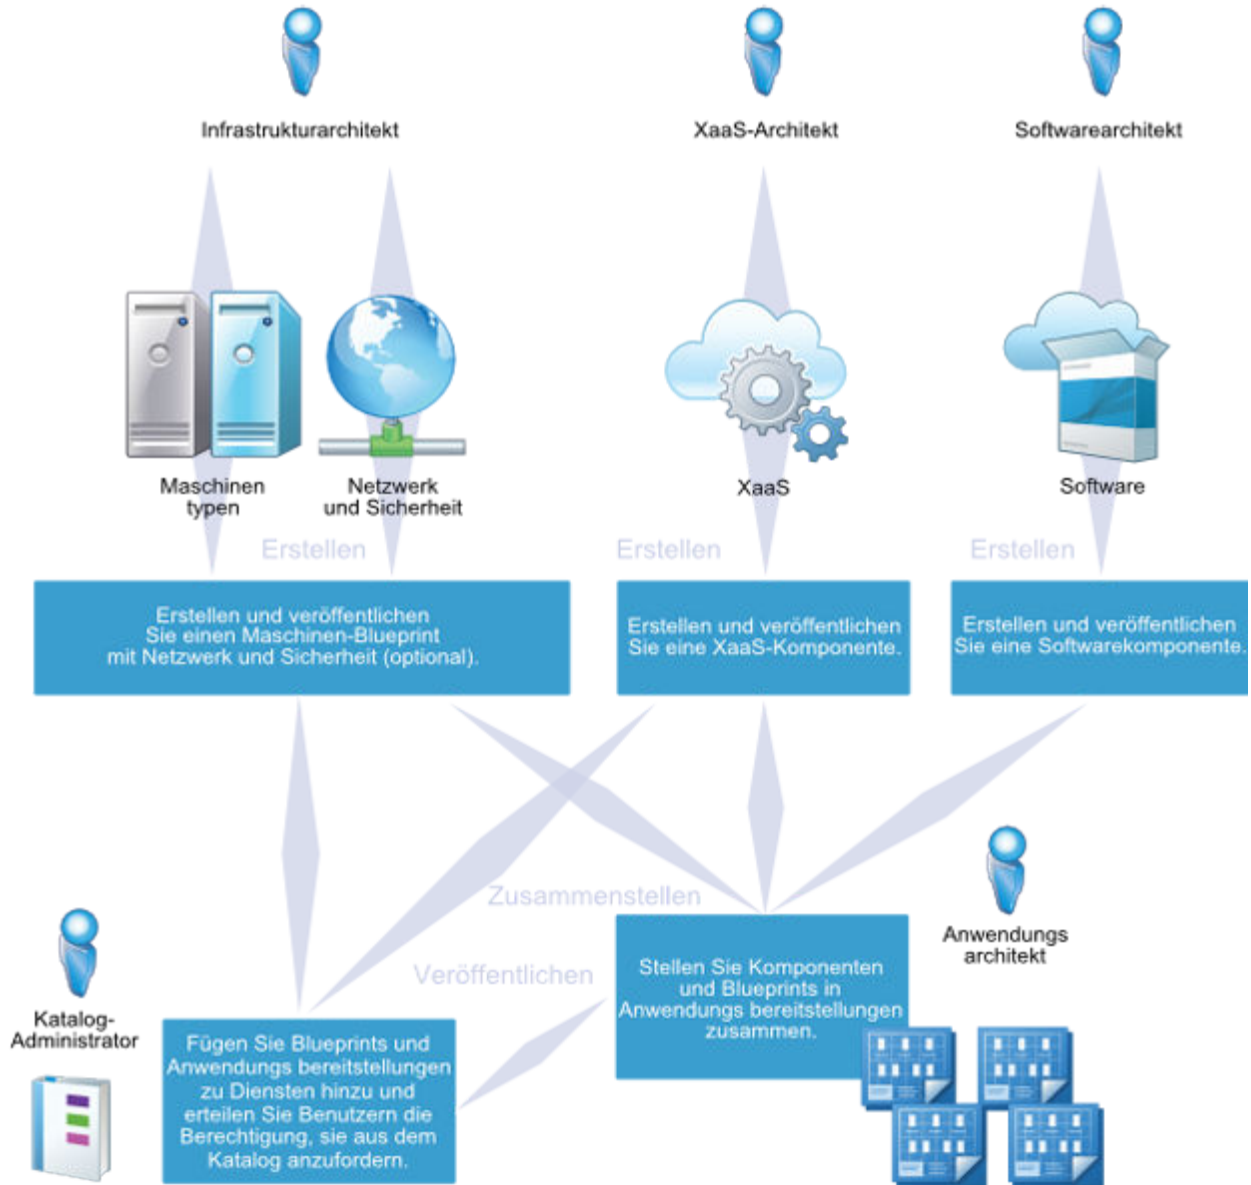 Infrastrukturarchitekt
XaaS-Architekt
Softwarearchitekt
Maschinen
typen
Netzwerk
und Sicherheit
XaaS
Software
Erstellen
Erstellen
Erstellen
Erstellen und veröffentlichen
Sie einen Maschinen-Blueprint
mit Netzwerk und Sicherheit (optional).
Erstellen und veröffentlichen
Sie eine XaaS-Komponente.
Erstellen und veröffentlichen
Sie eine Softwarekomponente.
Zusammenstellen
Veröffentlichen
Anwendungs
architekt
Stellen Sie Komponenten
und Blueprints in
Anwendungs bereitstellungen
zusammen.
Katalog-
Administrator
Fügen Sie Blueprints und
Anwendungs bereitstellungen
zu Diensten hinzu und
erteilen Sie Benutzern die
Berechtigung, sie aus dem
Katalog anzufordern.